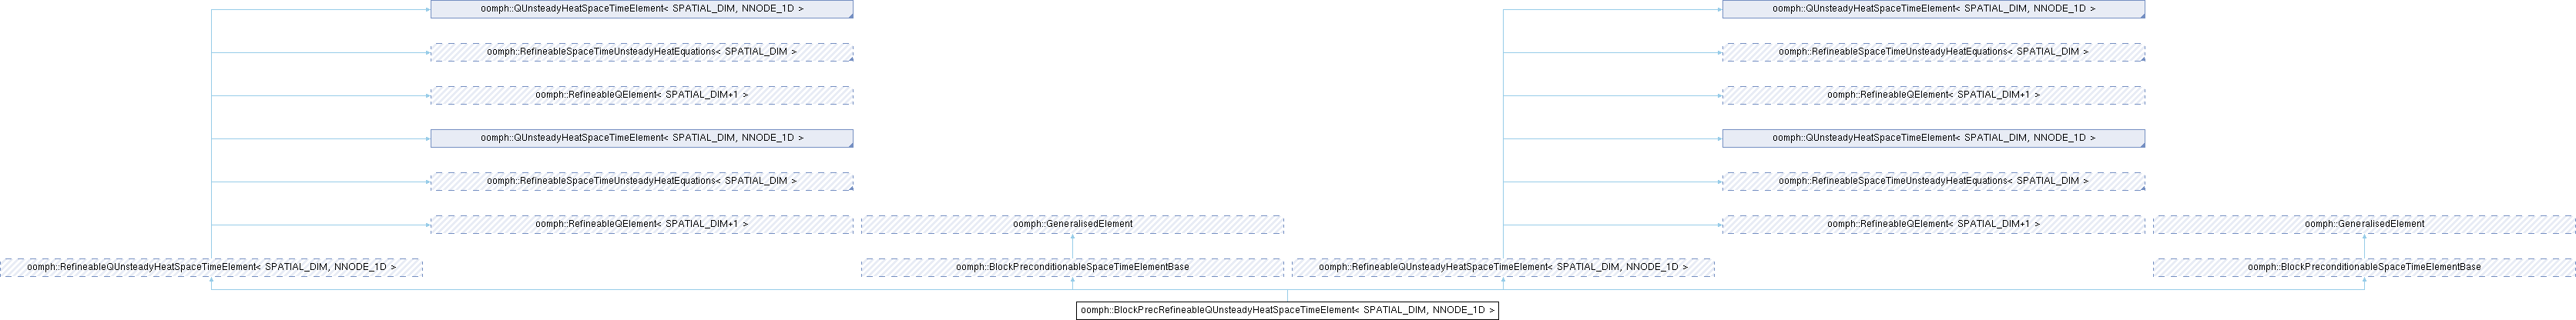 oomph::QUnsteadyHeatSpaceTimeElement< SPATIAL_DIM, NNODE_1D >
oomph::QUnsteadyHeatSpaceTimeElement< SPATIAL_DIM, NNODE_1D >
oomph::RefineableSpaceTimeUnsteadyHeatEquations< SPATIAL_DIM >
oomph::RefineableSpaceTimeUnsteadyHeatEquations< SPATIAL_DIM >
oomph::RefineableQElement< SPATIAL_DIM+1 >
oomph::RefineableQElement< SPATIAL_DIM+1 >
oomph::QUnsteadyHeatSpaceTimeElement< SPATIAL_DIM, NNODE_1D >
oomph::QUnsteadyHeatSpaceTimeElement< SPATIAL_DIM, NNODE_1D >
oomph::RefineableSpaceTimeUnsteadyHeatEquations< SPATIAL_DIM >
oomph::RefineableSpaceTimeUnsteadyHeatEquations< SPATIAL_DIM >
oomph::RefineableQElement< SPATIAL_DIM+1 >
oomph::GeneralisedElement
oomph::RefineableQElement< SPATIAL_DIM+1 >
oomph::GeneralisedElement
oomph::RefineableQUnsteadyHeatSpaceTimeElement< SPATIAL_DIM, NNODE_1D >
oomph::BlockPreconditionableSpaceTimeElementBase
oomph::RefineableQUnsteadyHeatSpaceTimeElement< SPATIAL_DIM, NNODE_1D >
oomph::BlockPreconditionableSpaceTimeElementBase
oomph::BlockPrecRefineableQUnsteadyHeatSpaceTimeElement< SPATIAL_DIM, NNODE_1D >